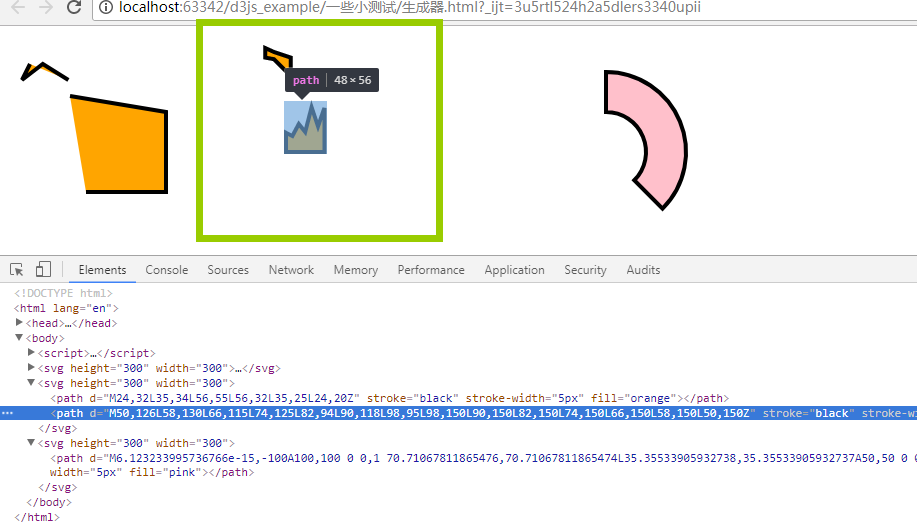 localhost:63342/d3js_example/一些小测试/生成器.html?_ijt=3u5rtl524h2a5dlers3340upii
path 48 × 56
Elements Console Sources Network Memory Performance Application Security Audits
<!DOCTYPE html>
<html lang="en">
<head>…</head>
<body>
<script>…</script>
<svg height="300" width="300">…</svg>
<svg height="300" width="300">
<path d="M24,32L35,34L56,55L56,32L35,25L24,20Z" stroke="black" stroke-width="5px" fill="orange"></path>
… <path d="M50,126L58,130L66,115L74,125L82,94L90,118L98,95L98,150L90,150L82,150L74,150L66,150L58,150L50,150Z" stroke="black" stroke-wi
</svg>
<svg height="300" width="300">
<path d="M6.123233995736766e-15,-100A100,100 0 0,1 70.71067811865476,70.71067811865474L35.35533905932738,35.35533905932737A50,50 0 0
width="5px" fill="pink"></path>
</svg>
</body>
</html>